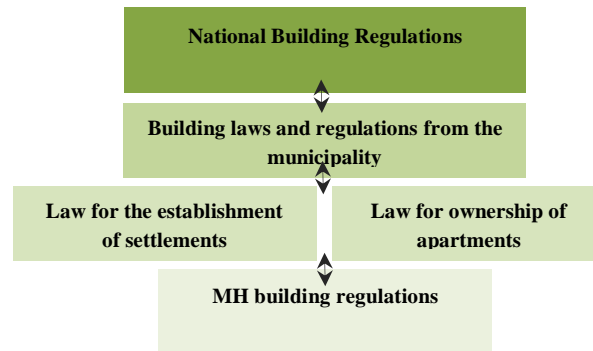 National Building Regulations
Building laws and regulations from the
municipality
Law for the establishment
of settlements
Law for ownership of
apartments
MH building regulations